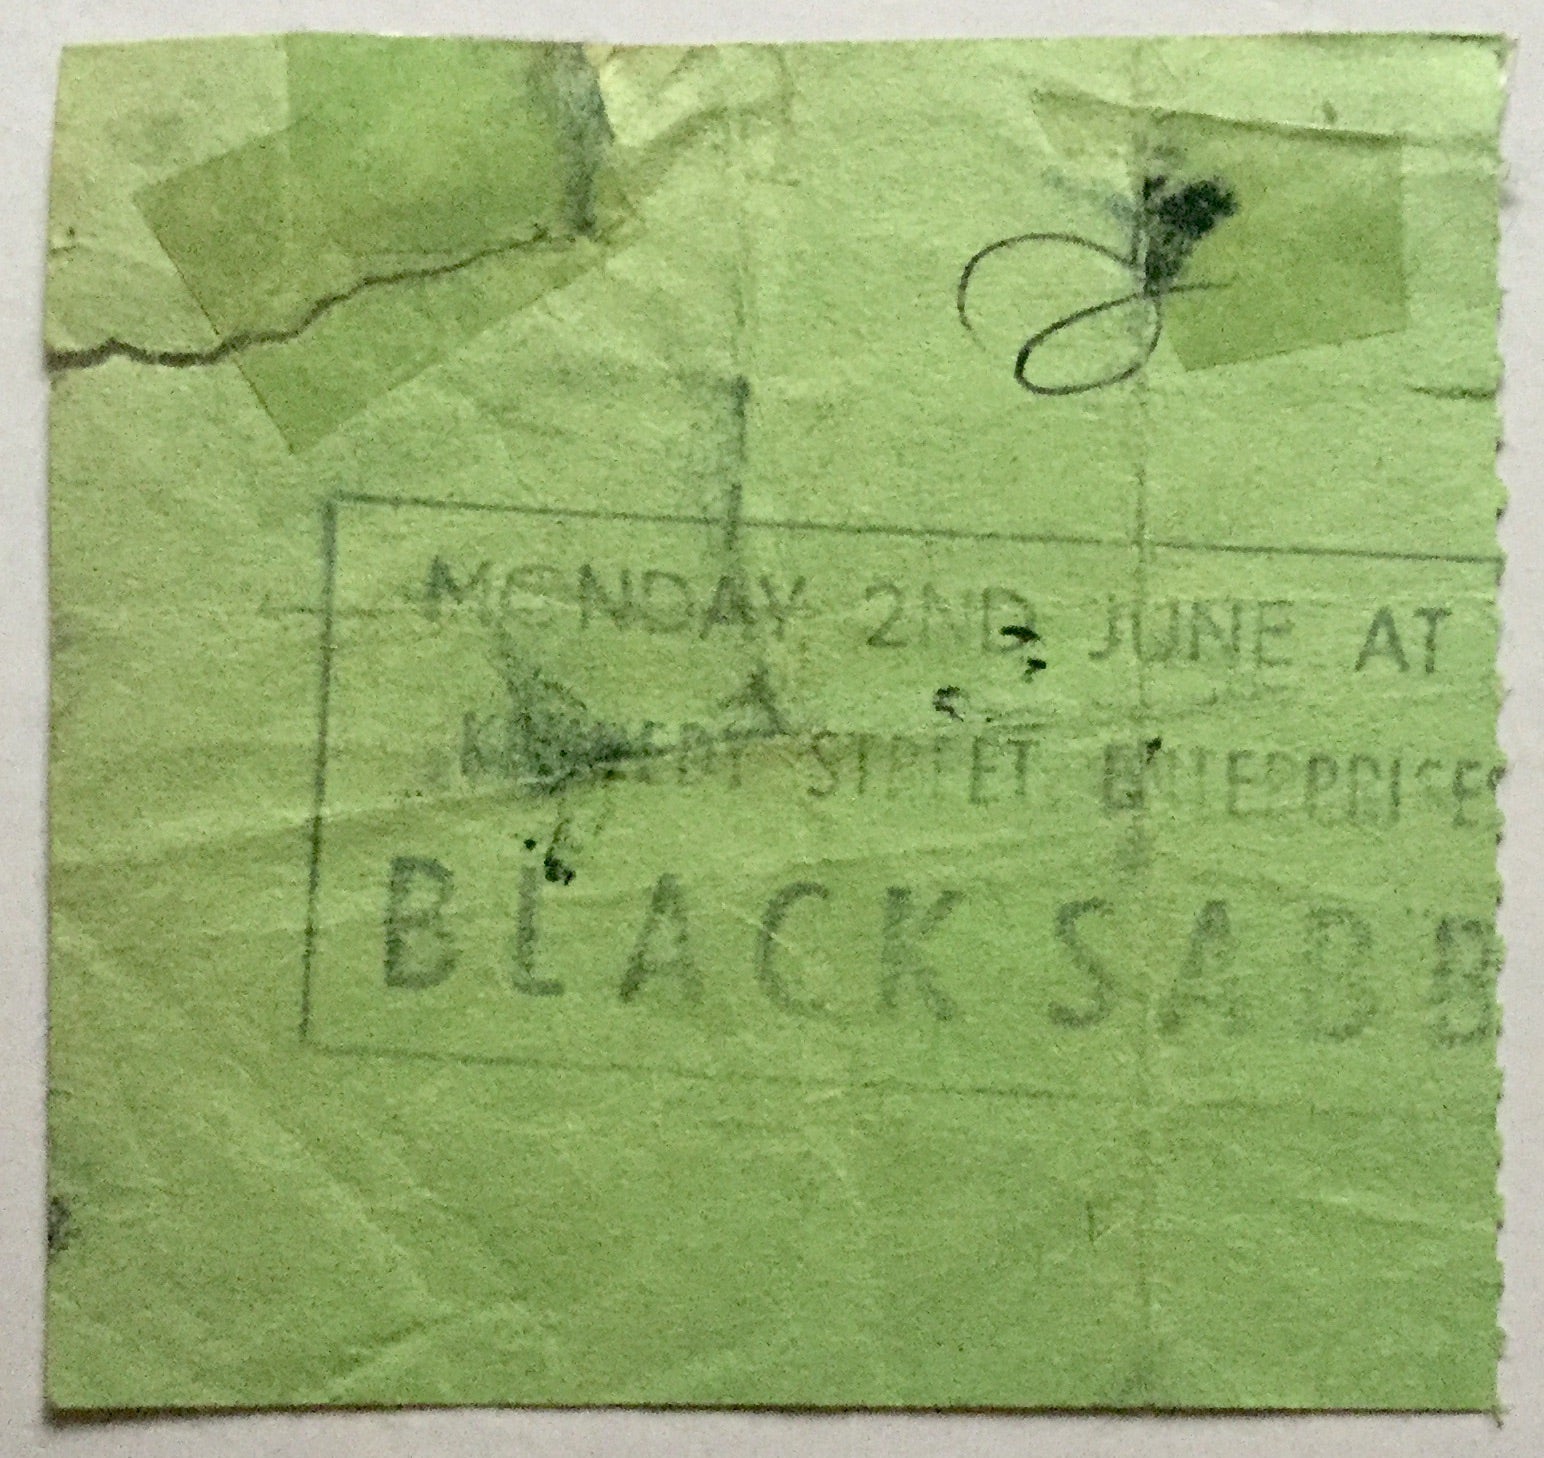 MONDAY 2ND JUNE AT
STREET ENTERPRISES
BLACK SABB